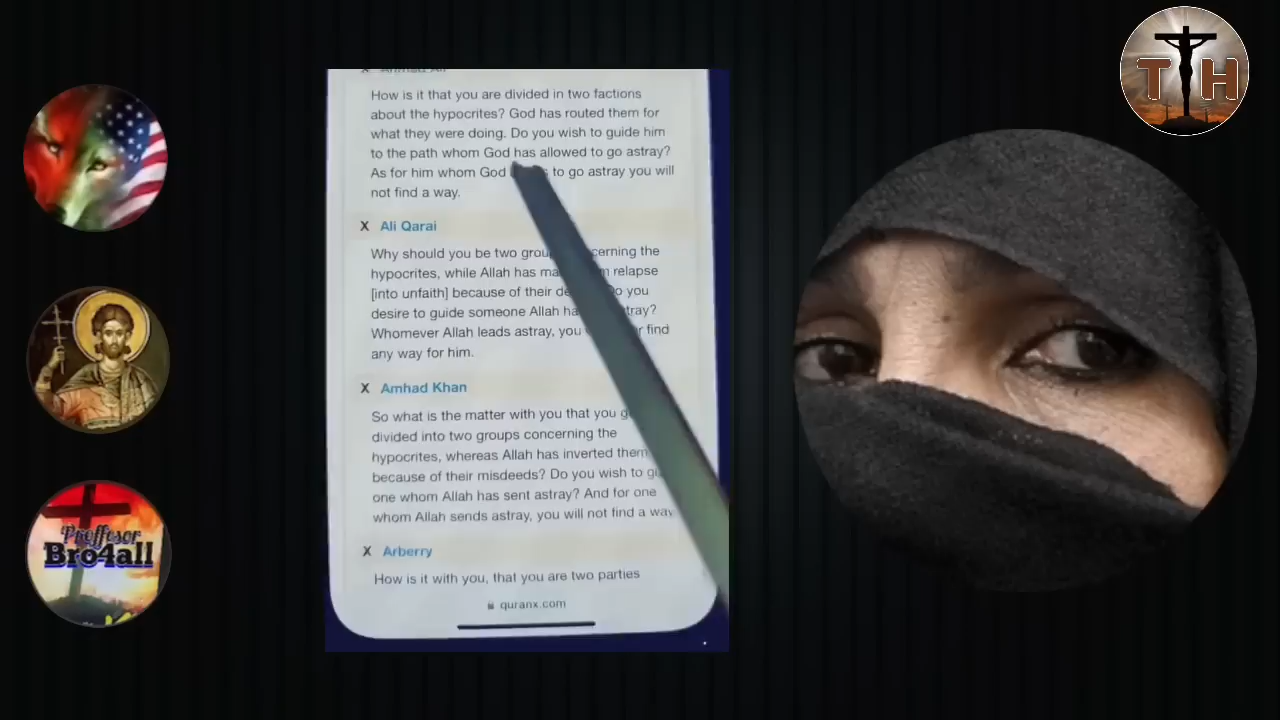 How is it that you are divided in two factions
about the hypocrites? God has routed them for
what they were doing. Do you wish to guide him
to the path whom God has allowed to go astray?
As for him whom God to go astray you will
not find a way.
X Ali Qarai
Why should you be two cerning the
hypocrites, while Allah has relapse
[into unfaith] because of their Do you
desire to guide someone Allah
Whomever Allah leads astray, you find
any way for him.
X Amhad Khan
So what is the matter with you that you
divided into two groups concerning the
hypocrites, whereas Allah has inverted them
because of their misdeeds? Do you wish to
one whom Allah has sent astray? And for one
whom Allah sends astray, you will not find a way
X Arberry
How is it with you, that you are two parties
quranx.com
T H
Proffesor
Bro4all